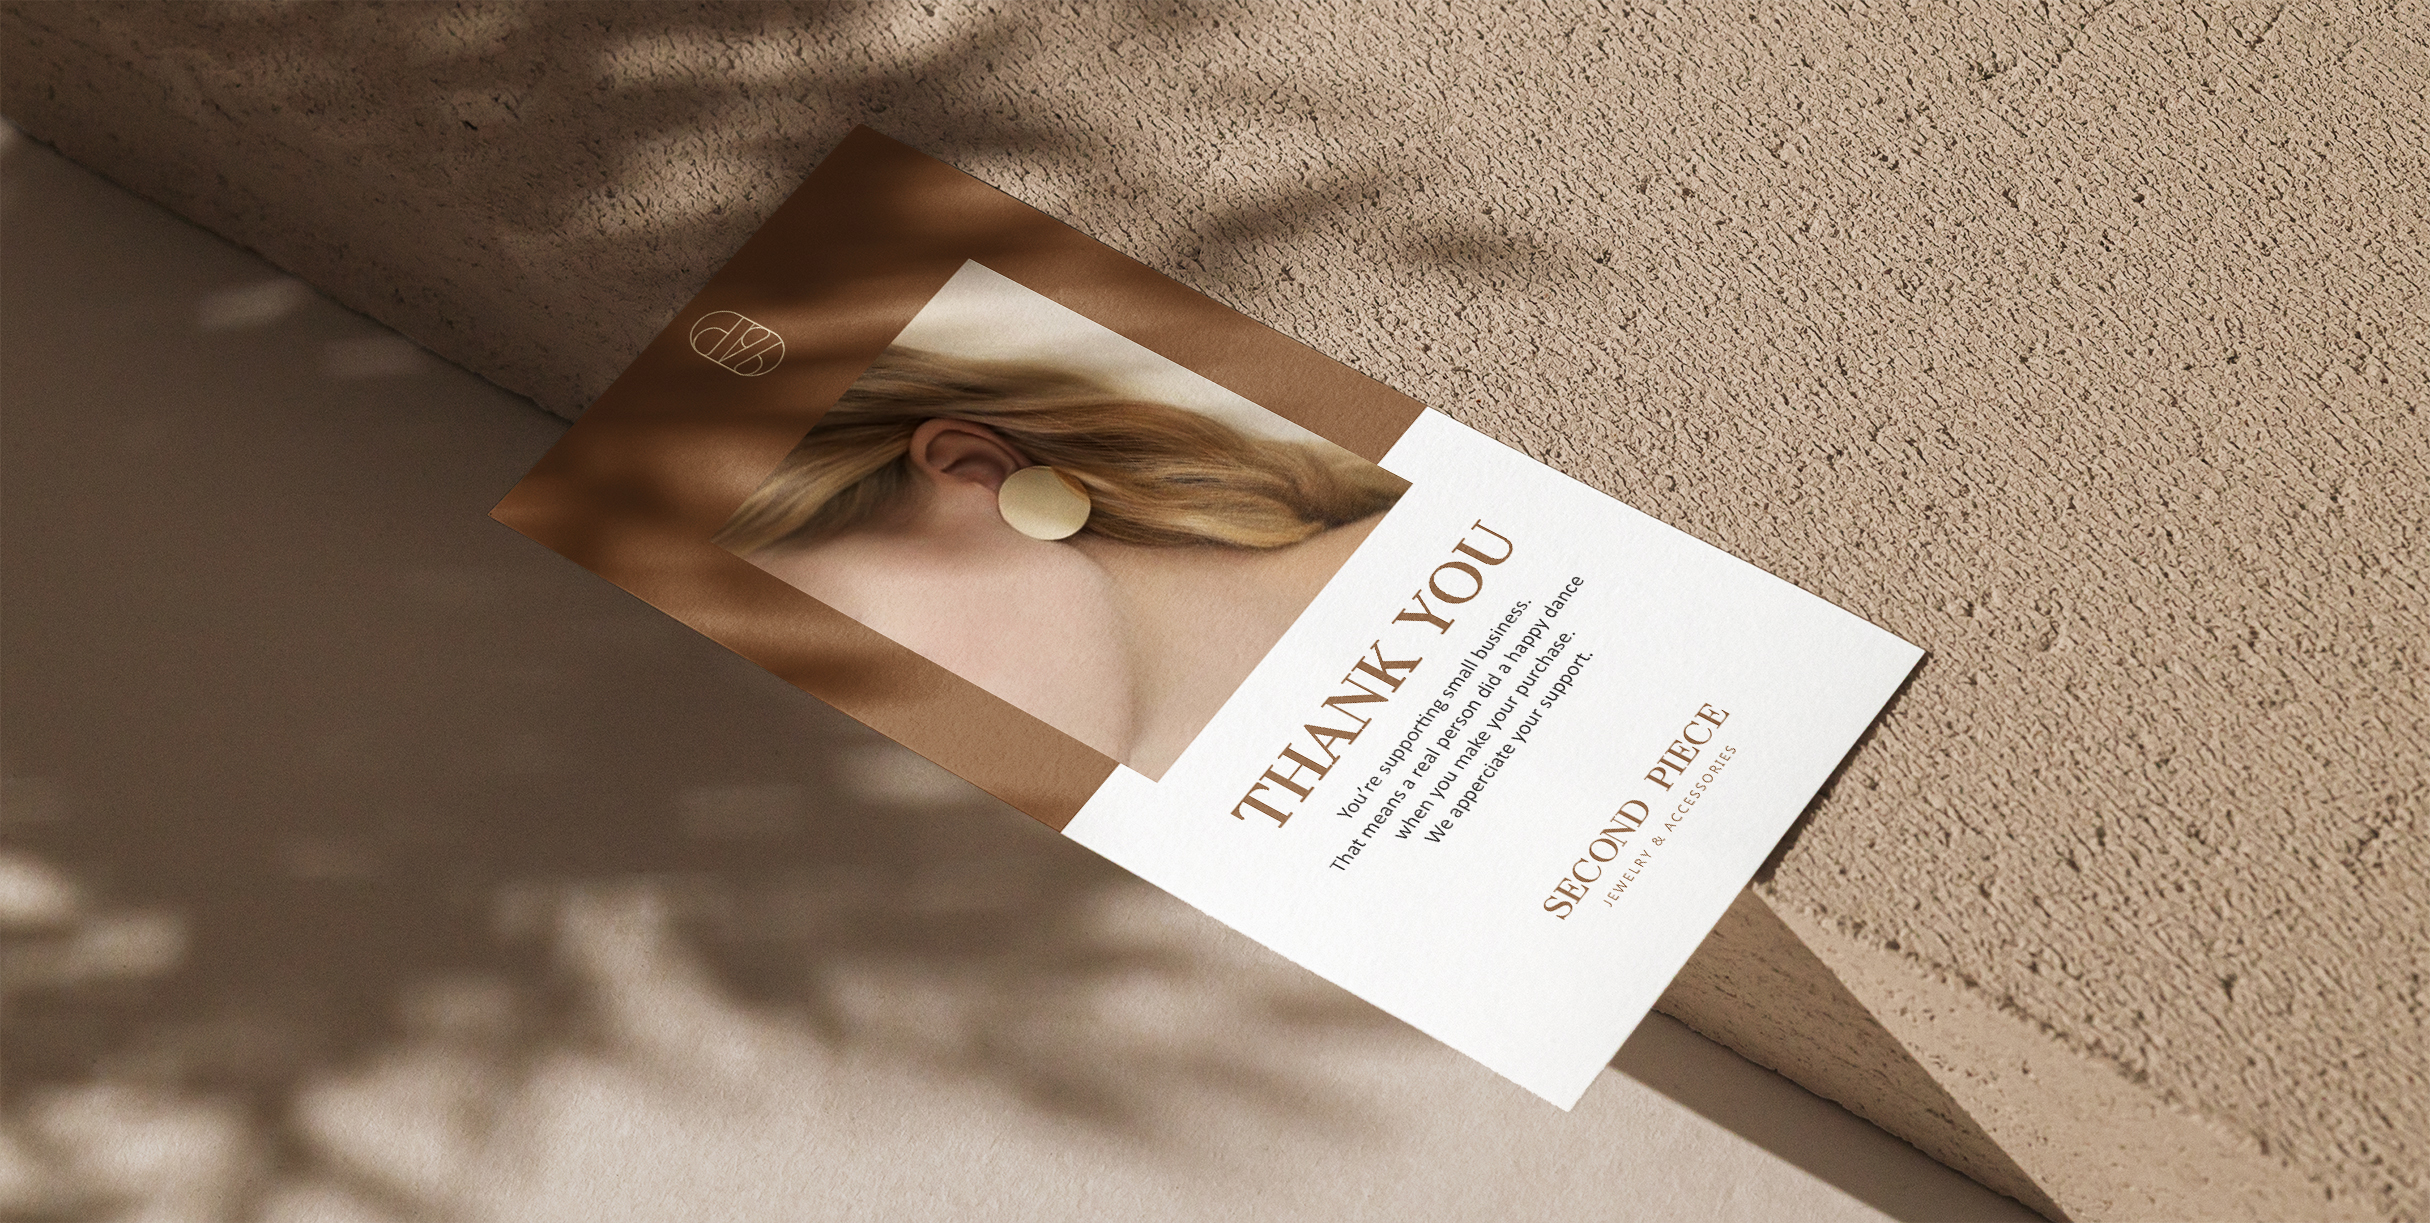 THANK YOU
You're supporting small business.
That means a real person did a happy dance
when you make your purchase.
We apperciate your support.
SECOND PIECE
JEWELRY & ACCESSORIES